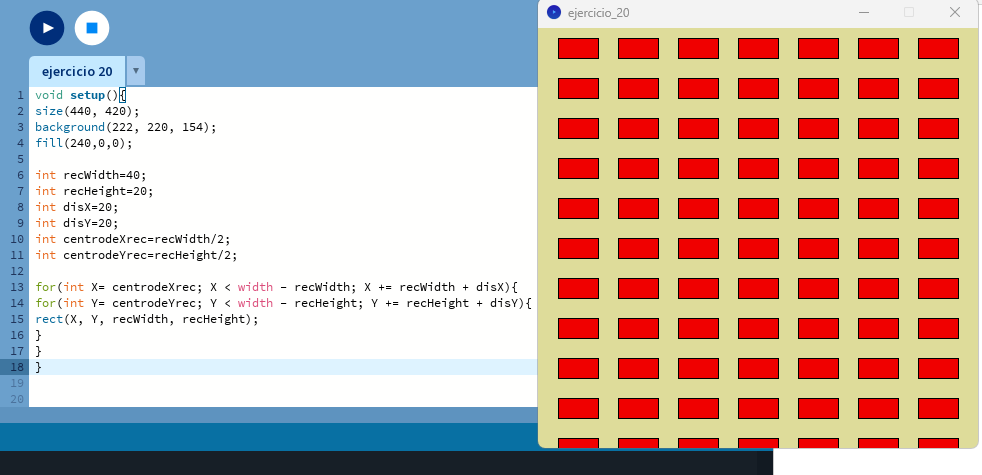 ejercicio_20
ejercicio 20
1 void setup(){
2 size(440, 420);
3 background(222, 220, 154);
4 fill(240,0,0);
5
6 int recWidth=40;
7 int recHeight=20;
8 int disX=20;
9 int disY=20;
10 int centrodeXrec=recWidth/2;
11 int centrodeYrec=recHeight/2;
12
13 for(int X= centrodeXrec; X < width - recWidth; X += recWidth + disX){
14 for(int Y= centrodeYrec; Y < width - recHeight; Y += recHeight + disY){
15 rect(X, Y, recWidth, recHeight);
16 }
17 }
18 }
19
20